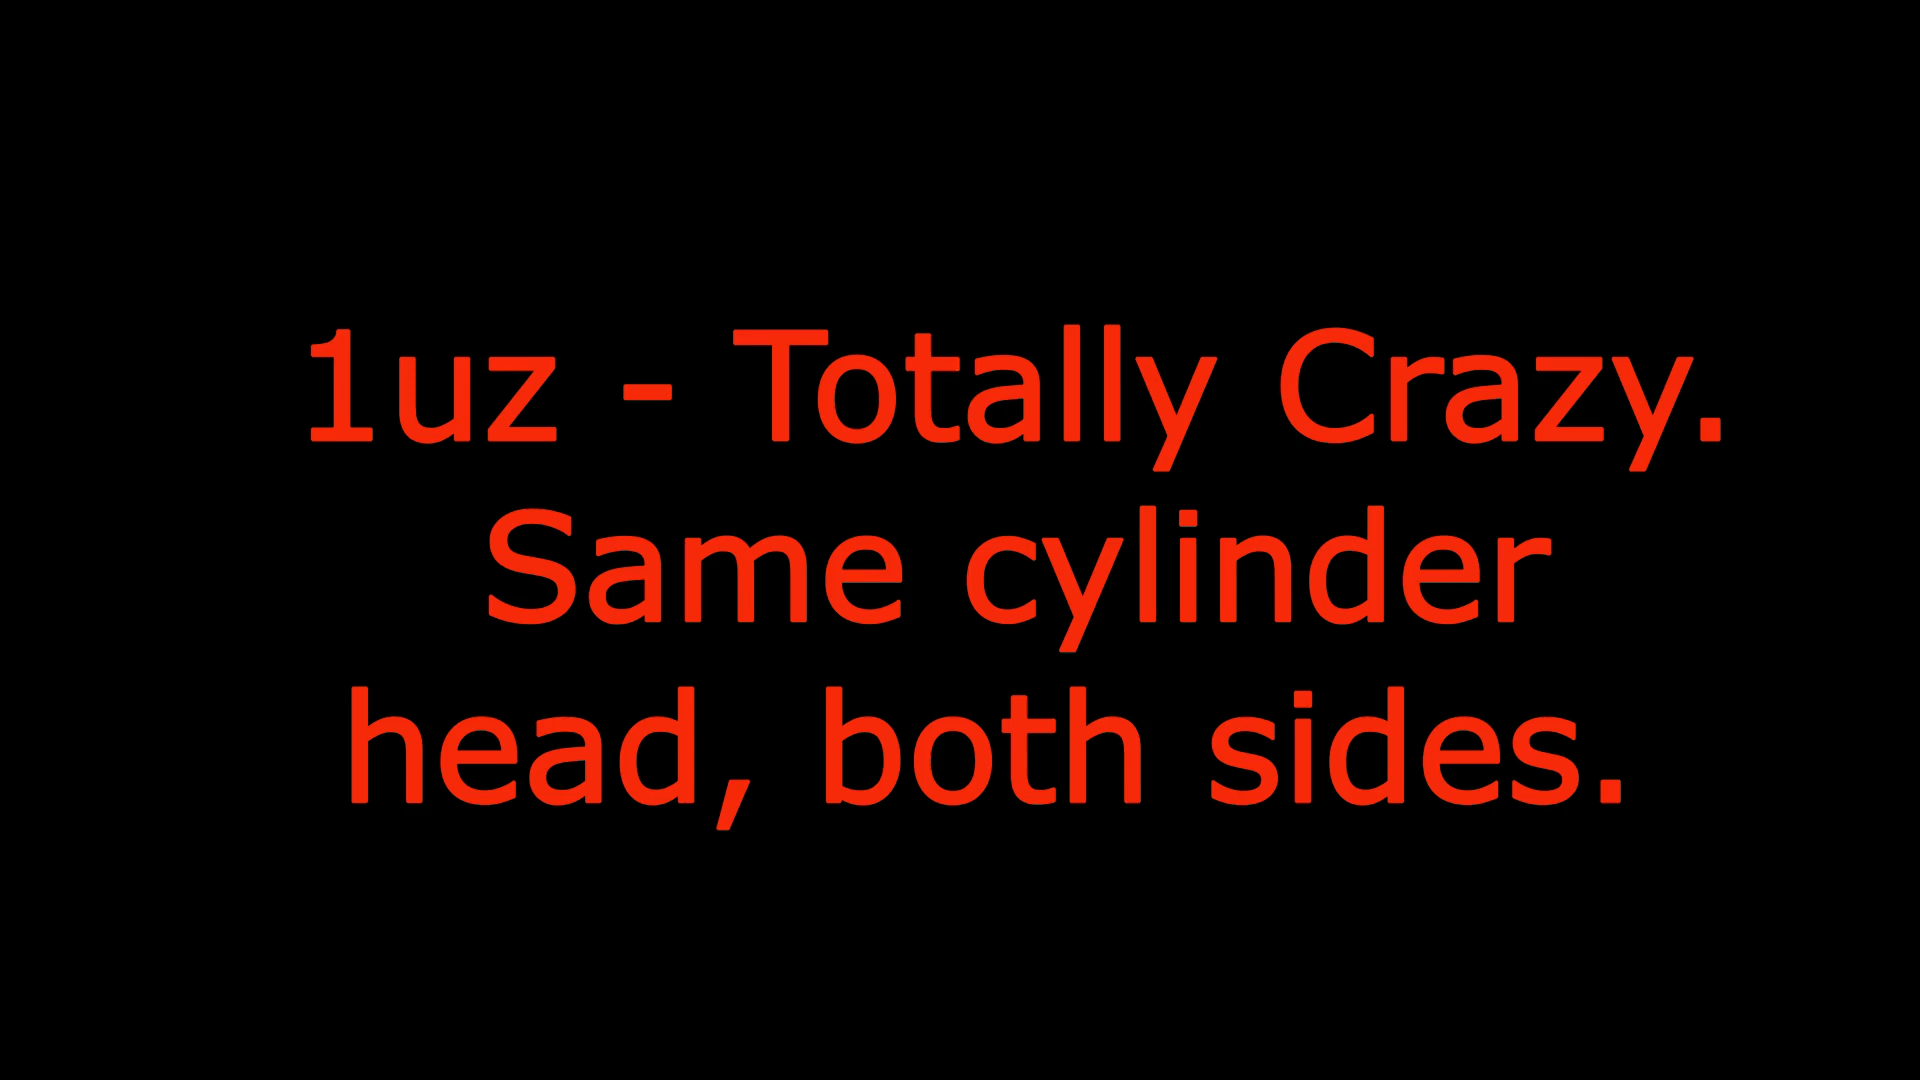 1uz - Totally Crazy.
Same cylinder
head, both sides.